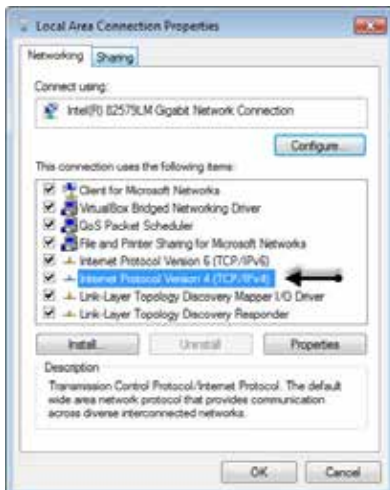 Local Area Connection Properties
Networking
Sharing
Connect using:
Intel(R) 82579LM Gigabit Network Connection
Configure...
This connection uses the following items:
Client for Microsoft Networks
VirtualBox Bridged Networking Driver
QoS Packet Scheduler
File and Printer Sharing for Microsoft Networks
Internet Protocol Version 6 (TCP/IPv6)
Internet Protocol Version 4 (TCP/IPv4)
Link-Layer Topology Discovery Mapper I/O Driver
Link-Layer Topology Discovery Responder
Install...
Uninstall
Properties
Description
Transmission Control Protocol/Internet Protocol. The default
wide area network protocol that provides communication
across diverse interconnected networks.
OK
Cancel